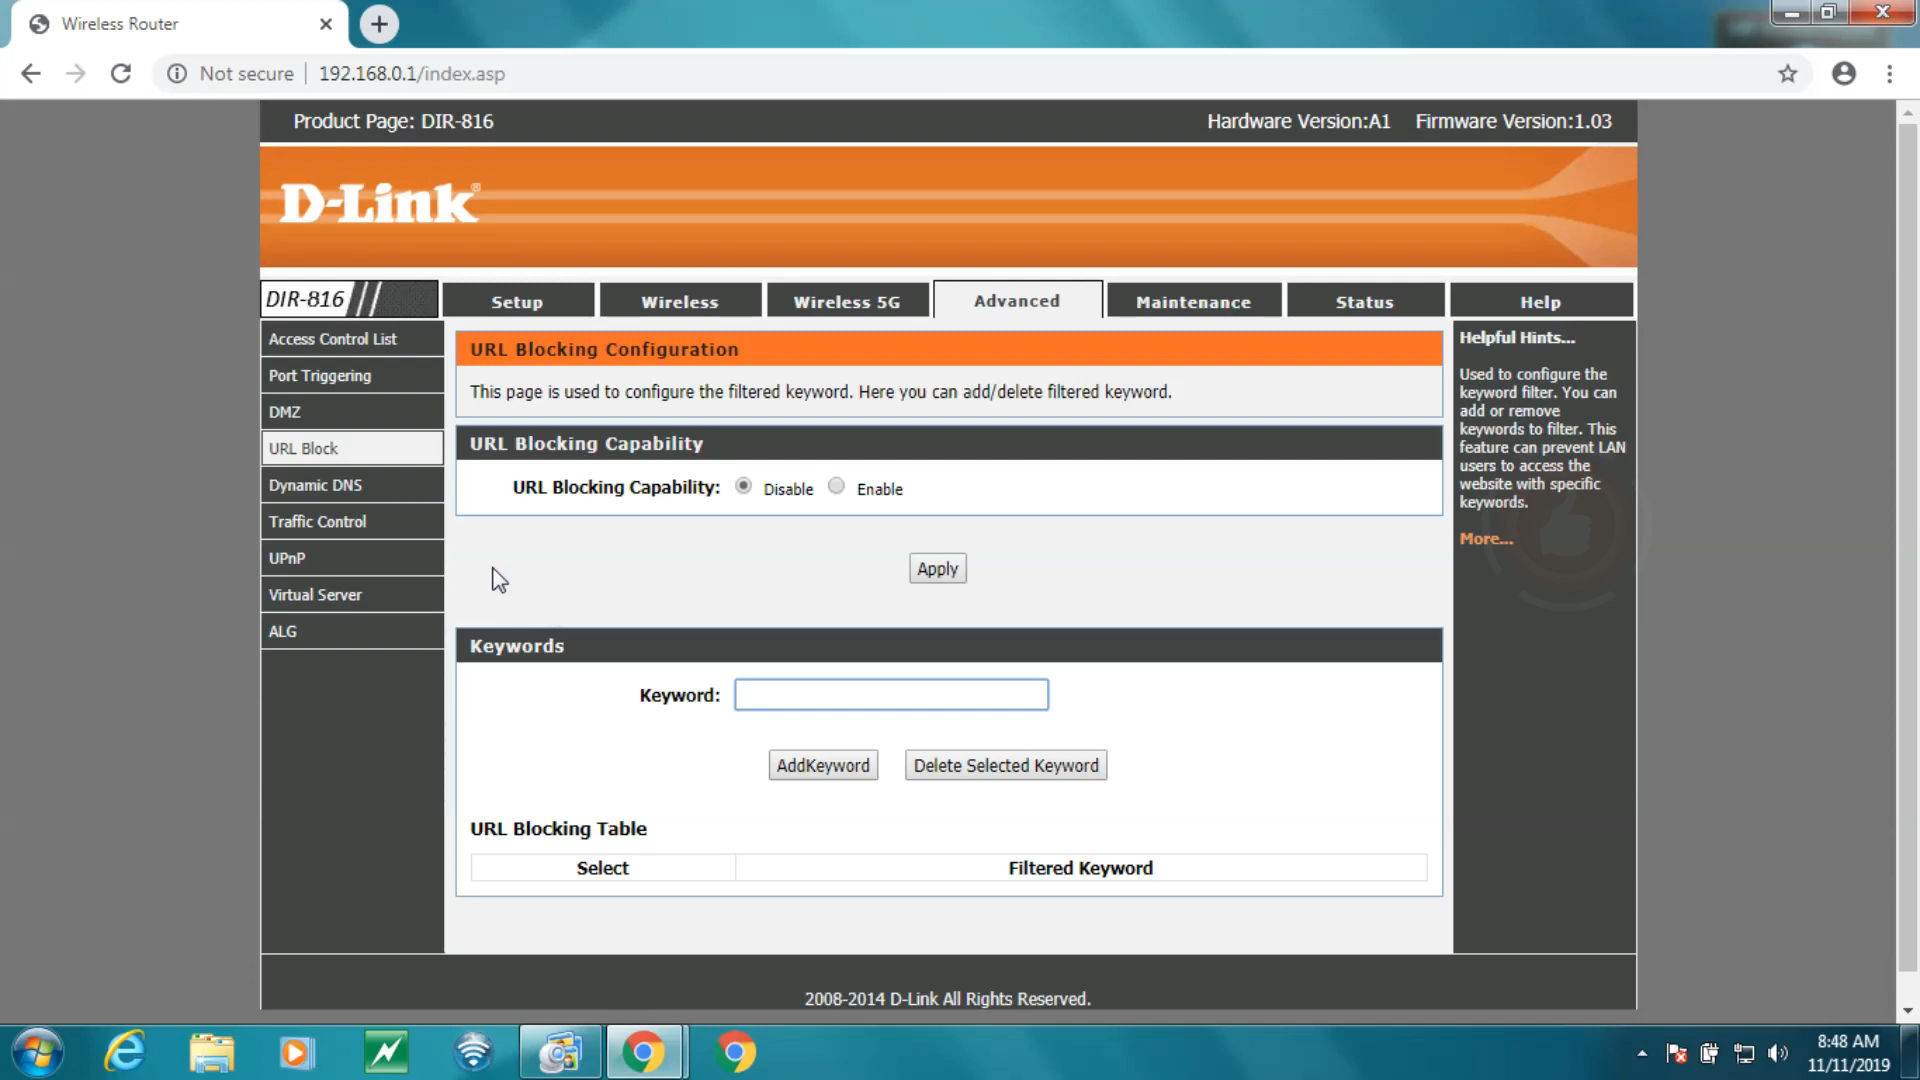 Wireless Router
Not secure
192.168.0.1/index.asp
Product Page: DIR-816
Hardware Version:A1
Firmware Version:1.03
D-Link®
DIR-816
Setup
Wireless
Wireless 5G
Advanced
Maintenance
Status
Help
Access Control List
Port Triggering
DMZ
URL Block
Dynamic DNS
Traffic Control
UPnP
Virtual Server
ALG
URL Blocking Configuration
This page is used to configure the filtered keyword. Here you can add/delete filtered keyword.
URL Blocking Capability
URL Blocking Capability:
Disable
Enable
Apply
Keywords
Keyword:
AddKeyword
Delete Selected Keyword
URL Blocking Table
Select
Filtered Keyword
Helpful Hints...
Used to configure the
keyword filter. You can
add or remove
keywords to filter. This
feature can prevent LAN
users to access the
website with specific
keywords.
More...
2008-2014 D-Link All Rights Reserved.
8:48 AM
11/11/2019